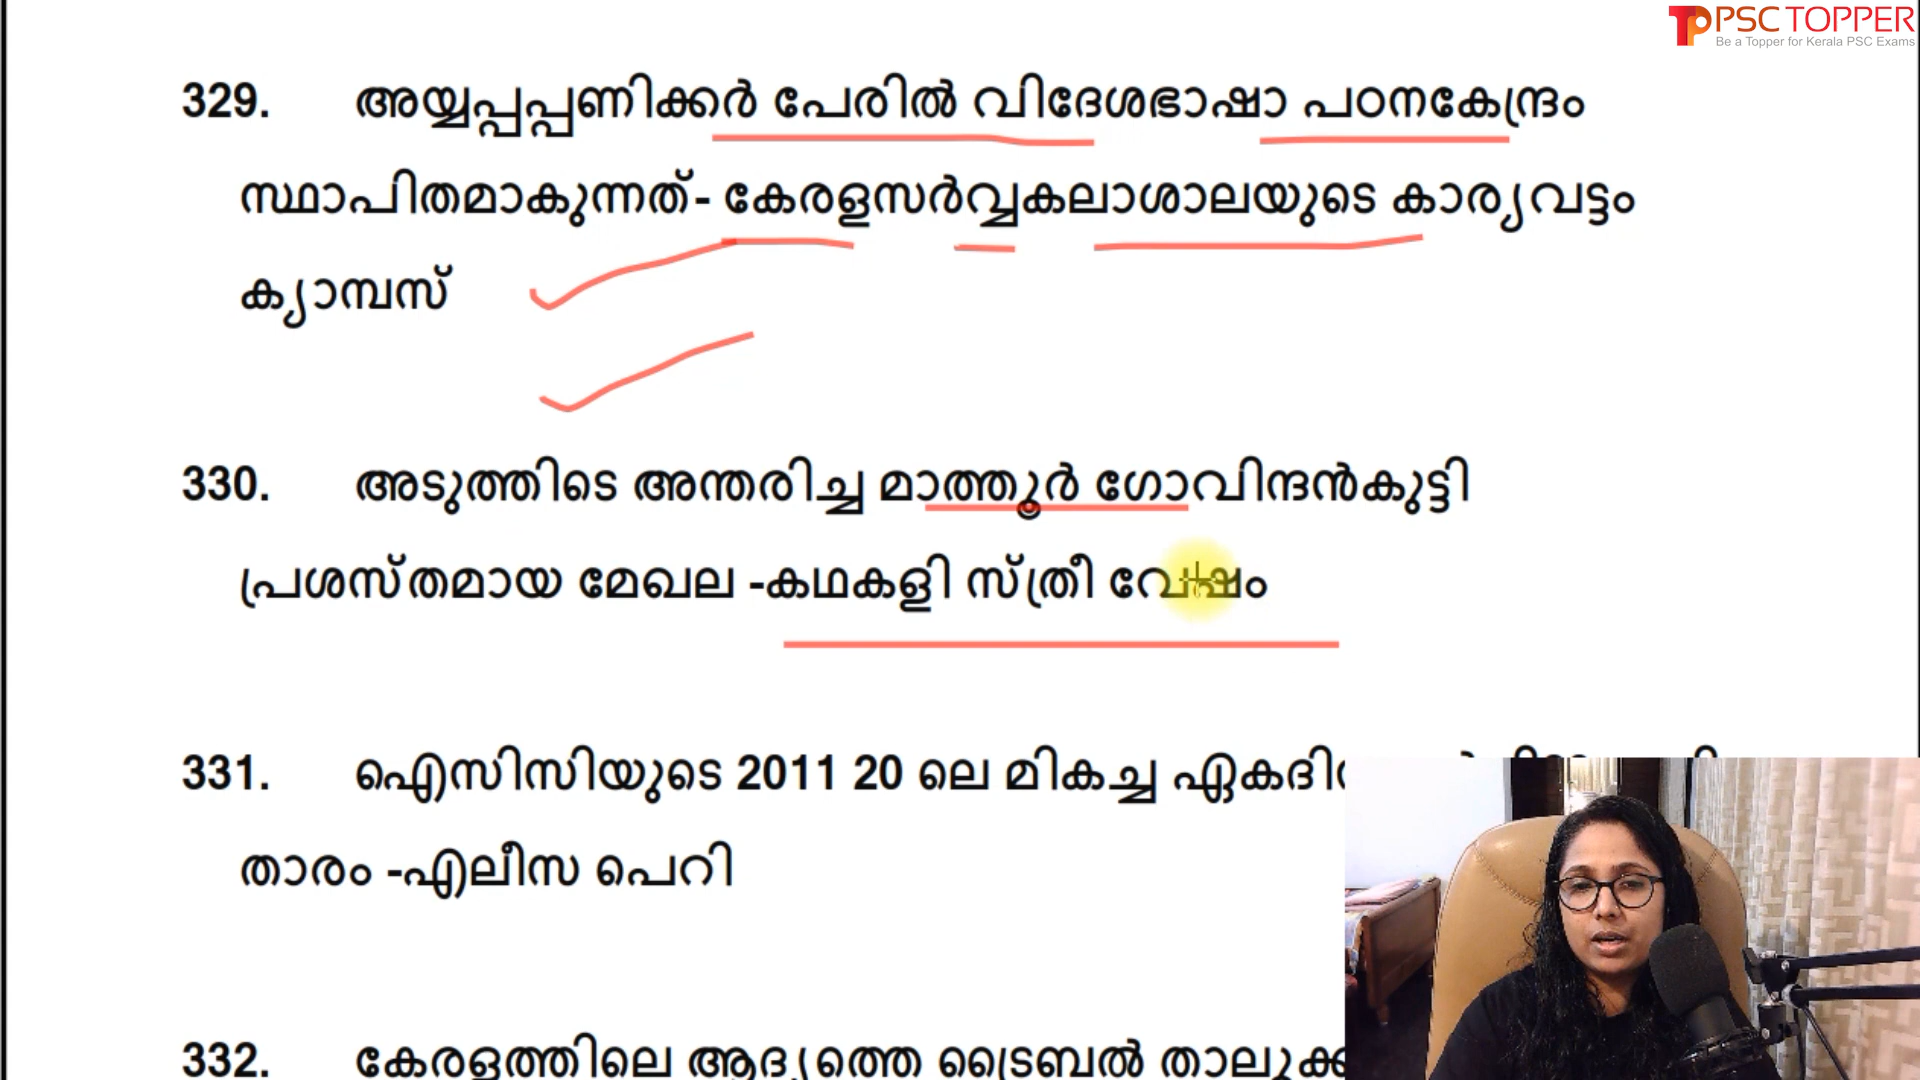 PSC TOPPER
Be a Topper for Kerala PSC Exams
329. അയ്യപ്പപ്പണിക്കർ പേരിൽ വിദേശഭാഷാ പഠനകേന്ദ്രം
സ്ഥാപിതമാകുന്നത്- കേരളസർവ്വകലാശാലയുടെ കാര്യവട്ടം
ക്യാമ്പസ്
330. അടുത്തിടെ അന്തരിച്ച മാത്തൂർ ഗോവിന്ദൻകുട്ടി
പ്രശസ്തമായ മേഖല -കഥകളി സ്ത്രീ വേഷം
331. ഐസിസിയുടെ 2011 20 ലെ മികച്ച
താരം -എലീസ പെറി
332. കേരളത്തിലെ ആദ്യത്തെ ട്രൈബൽ